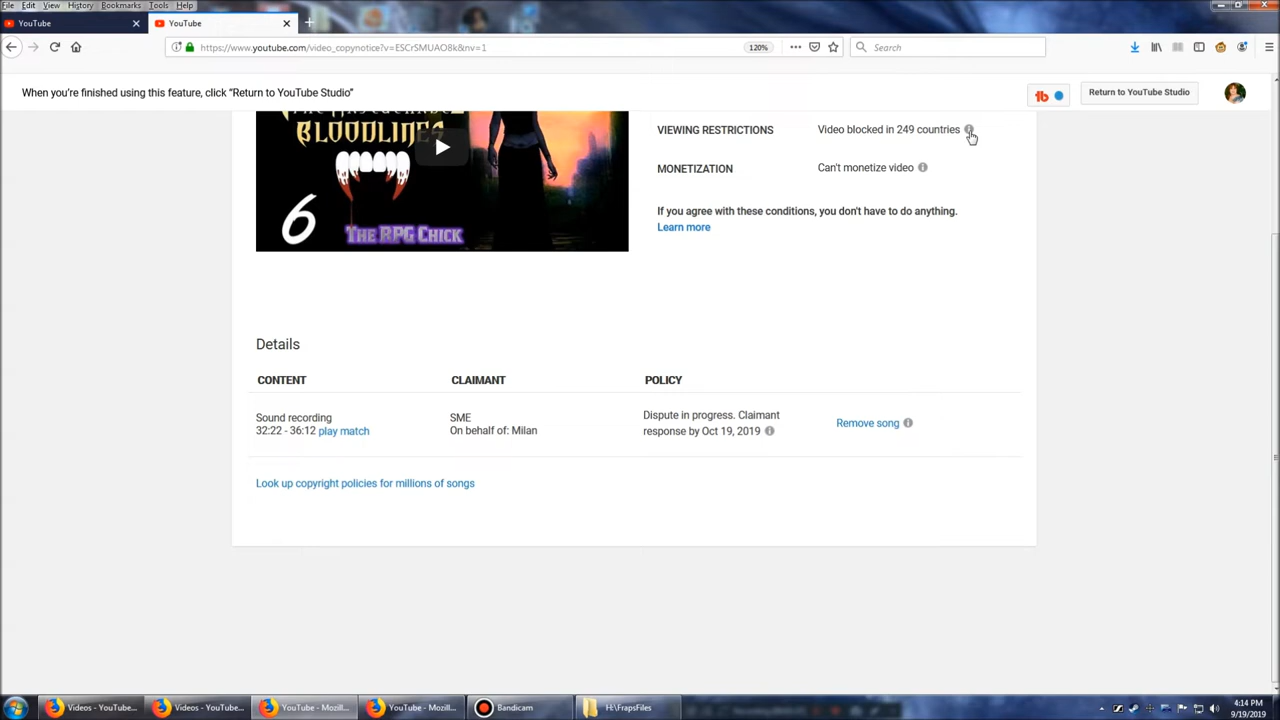 File Edit View History Bookmarks Tools Help
YouTube
YouTube
https://www.youtube.com/video_copynotice?v=ESCrSMUAO8k&nv=1
120%
Search
When you're finished using this feature, click "Return to YouTube Studio"
Return to YouTube Studio
BLOODLINES
6
THE RPG CHICK
VIEWING RESTRICTIONS
Video blocked in 249 countries
MONETIZATION
Can't monetize video
If you agree with these conditions, you don't have to do anything.
Learn more
Details
CONTENT
CLAIMANT
POLICY
Sound recording
32:22 - 36:12 play match
SME
On behalf of: Milan
Dispute in progress. Claimant
response by Oct 19, 2019
Remove song
Look up copyright policies for millions of songs
Videos - YouTube...
Videos - YouTube...
YouTube - Mozill...
YouTube - Mozill...
Bandicam
H:\FrapsFiles
4:14 PM
9/19/2019